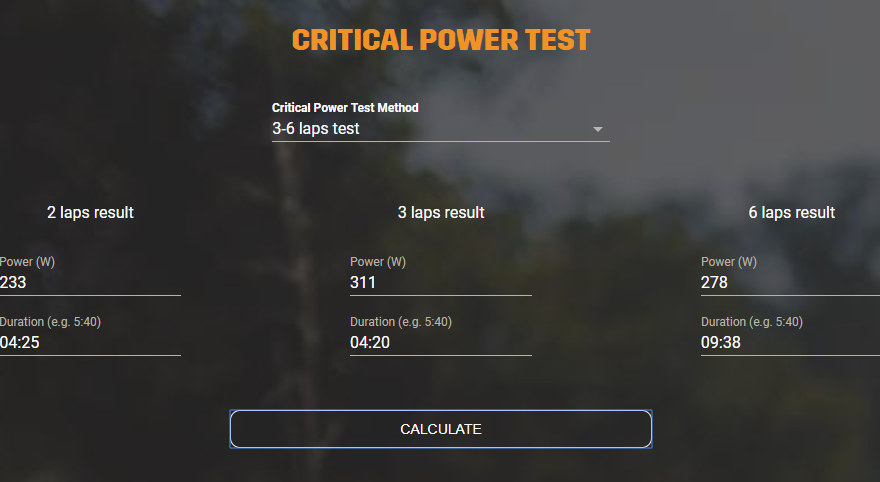 CRITICAL POWER TEST
Critical Power Test Method
3-6 laps test
2 laps result
3 laps result
6 laps result
Power (W)
Power (W)
Power (W)
233
311
278
Duration (e.g. 5:40)
Duration (e.g. 5:40)
Duration (e.g. 5:40)
04:25
04:20
09:38
CALCULATE